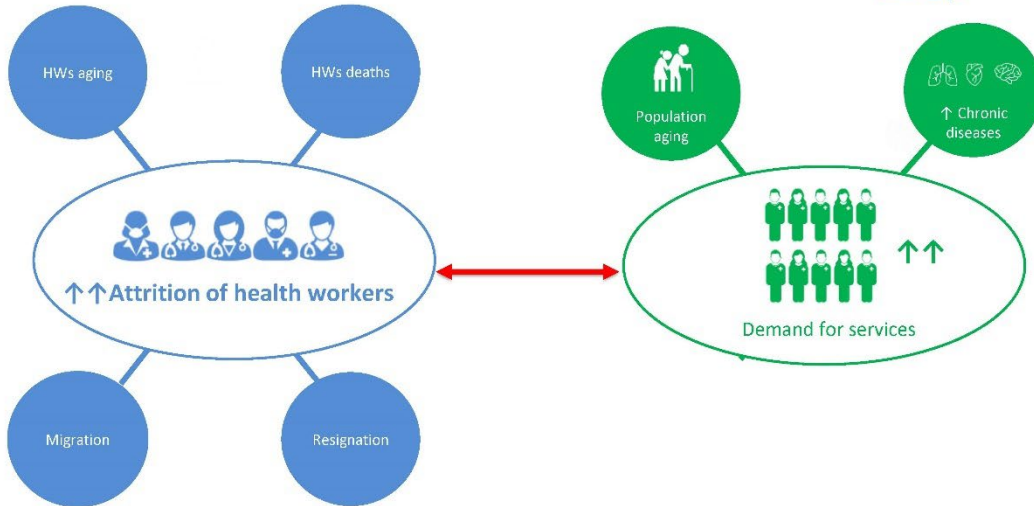 HWs aging
HWs deaths
Population
aging
↑ Chronic
diseases
↑↑Attrition of health workers
↑↑
Demand for services
Migration
Resignation